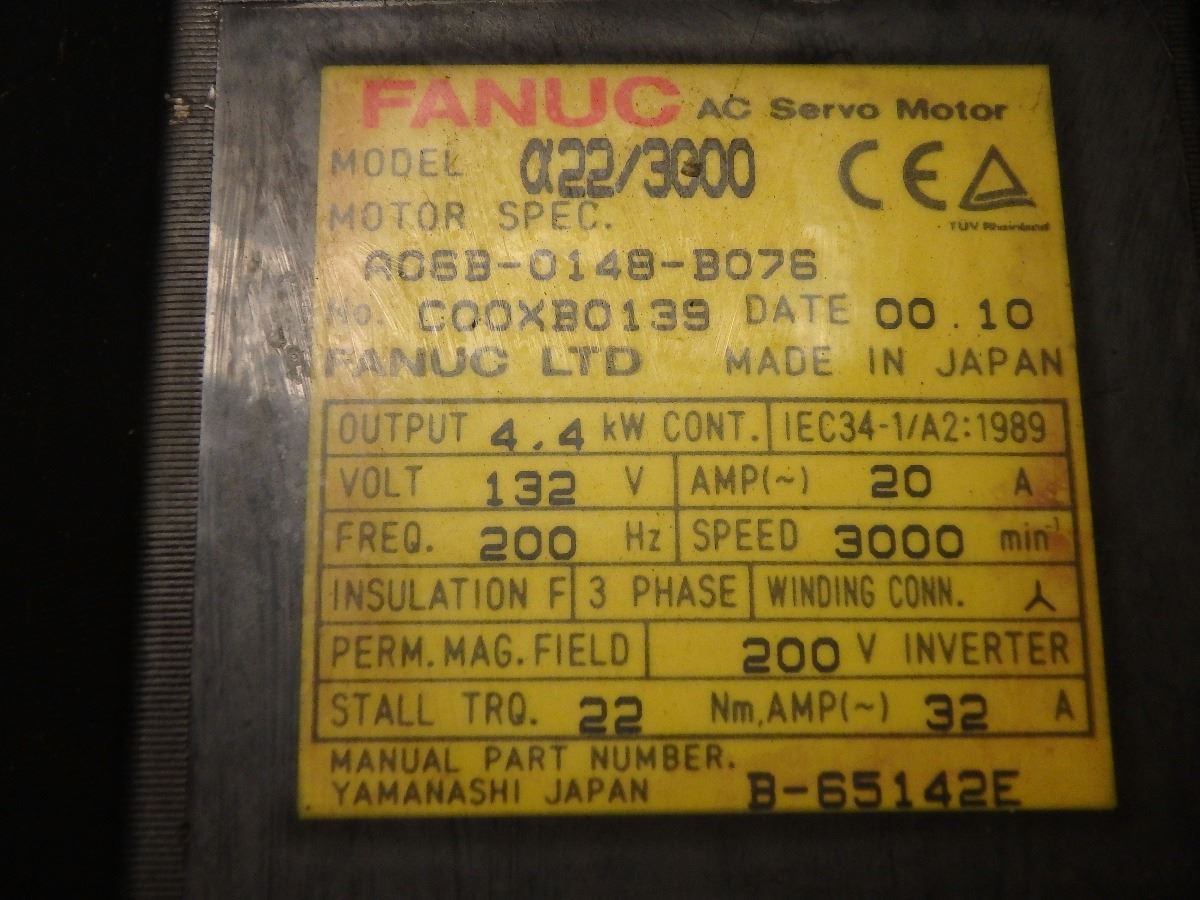 FANUC AC Servo Motor
MODEL α22/3000
CE
TÜV Rheinland
MOTOR SPEC.
A06B-0148-B076
No. C00XB0139 DATE 00.10
FANUC LTD MADE IN JAPAN
OUTPUT 4.4 kW CONT. IEC34-1/A2:1989
VOLT 132 V AMP(~) 20 A
FREQ. 200 Hz SPEED 3000 min⁻¹
INSULATION F 3 PHASE WINDING CONN.
PERM. MAG. FIELD 200 V INVERTER
STALL TRQ. 22 Nm, AMP(~) 32 A
MANUAL PART NUMBER.
YAMANASHI JAPAN B-65142E